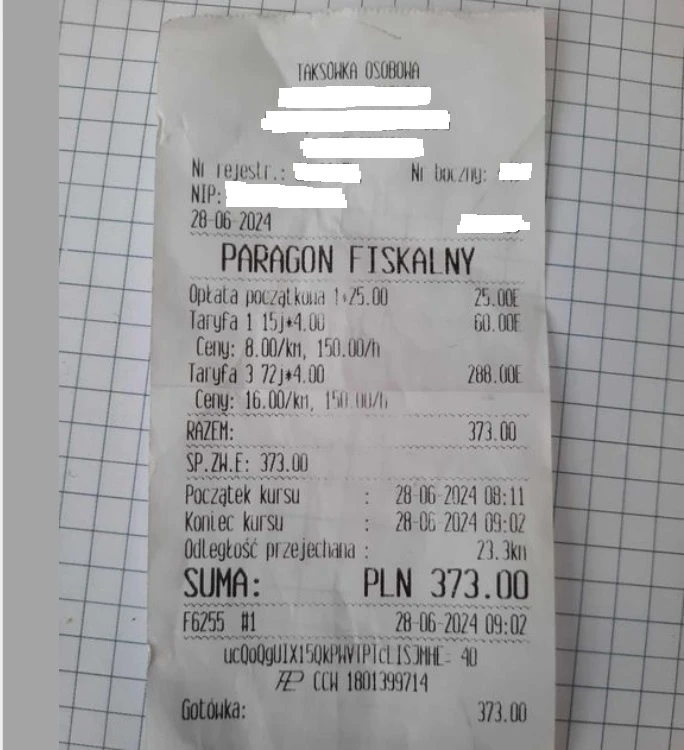 TAKSÓWKA OSOBOWA
Nr rejestr.: Nr boczny:
NIP:
28-06-2024
PARAGON FISKALNY
Opłata początkowa 1*25.00 25.00E
Taryfa 1 15j*4.00 60.00E
Ceny: 8.00/km, 150.00/h
Taryfa 3 72j*4.00 288.00E
Ceny: 16.00/km, 150.00/h
RAZEM: 373.00
SP.ZW.E: 373.00
Początek kursu : 28-06-2024 08:11
Koniec kursu : 28-06-2024 09:02
Odległość przejechana : 23.3km
SUMA: PLN 373.00
F6255 #1 28-06-2024 09:02
40
CCW 1801399714
Gotówka: 373.00